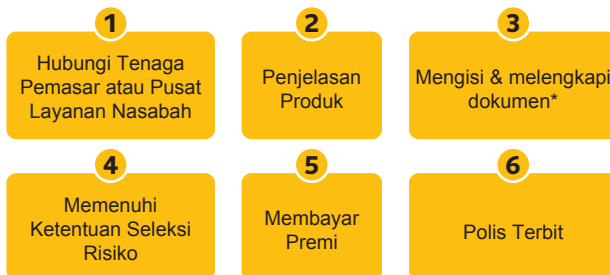 1
Hubungi Tenaga
Pemasar atau Pusat
Layanan Nasabah
2
Penjelasan
Produk
3
Mengisi & melengkapi
dokumen*
4
Memenuhi
Ketentuan Seleksi
Risiko
5
Membayar
Premi
6
Polis Terbit